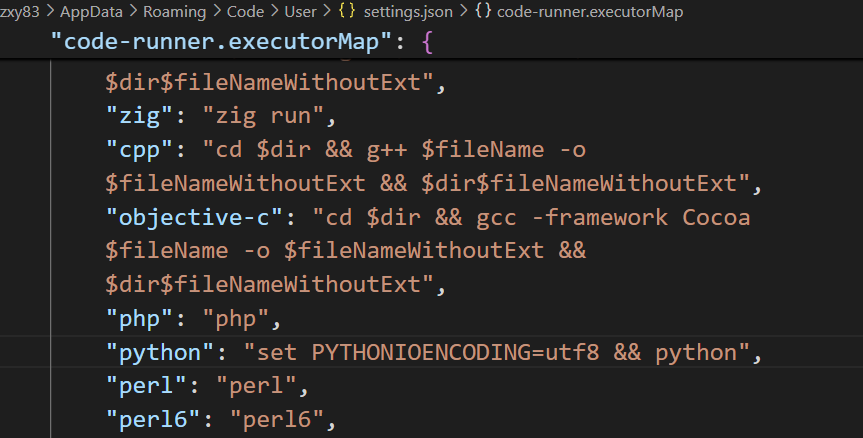 zxy83 > AppData > Roaming > Code > User > {} settings.json > {} code-runner.executorMap
"code-runner.executorMap": {
$dir$fileNameWithoutExt",
"zig": "zig run",
"cpp": "cd $dir && g++ $fileName -o
$fileNameWithoutExt && $dir$fileNameWithoutExt",
"objective-c": "cd $dir && gcc -framework Cocoa
$fileName -o $fileNameWithoutExt &&
$dir$fileNameWithoutExt",
"php": "php",
"python": "set PYTHONIOENCODING=utf8 && python",
"perl": "perl",
"perl6": "perl6",